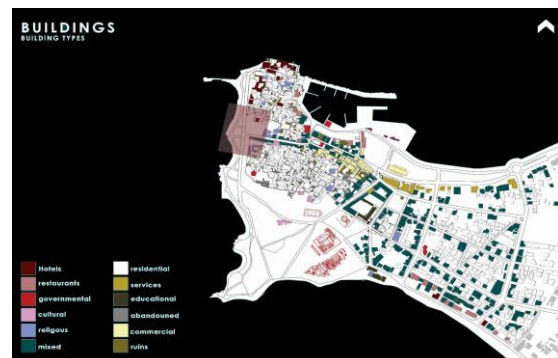 BUILDINGS
BUILDING TYPES
Hotels
restaurants
governmental
cultural
religous
mixed
residential
services
educational
abandouned
commercial
ruins